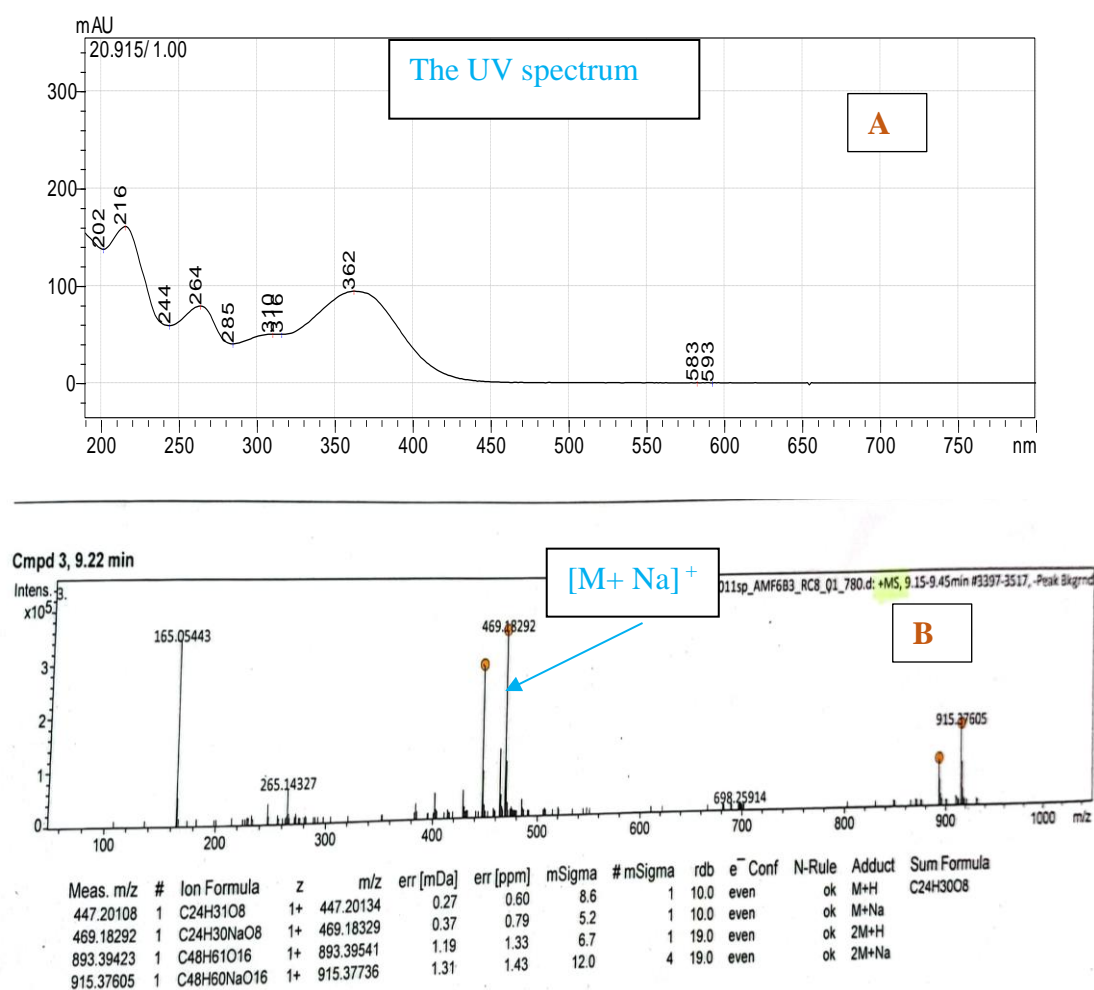 mAU
20.915/ 1.00
The UV spectrum
A
300
200
100
0
202
216
244
264
285
310
316
362
583
593
200 250 300 350 400 450 500 550 600 650 700 750 nm
Cmpd 3, 9.22 min
[M+ Na] +
Intens.
x10
011sp_AMF6B3_RC8_01_780.d: +MS, 9.15-9.45min #3397-3517, -Peak Bkgrnd
B
165.05443
469.18292
3
2
915.37605
1
265.14327
698.25914
0
100 200 300 400 500 600 700 800 900 1000 m/z
Meas. m/z # Ion Formula z m/z err [mDa] err [ppm] mSigma # mSigma rdb e¯ Conf N-Rule Adduct Sum Formula
447.20108 1 C24H31O8 1+ 447.20134 0.27 0.60 8.6 1 10.0 even ok M+H C24H30O8
469.18292 1 C24H30NaO8 1+ 469.18329 0.37 0.79 5.2 1 10.0 even ok M+Na
893.39423 1 C48H61O16 1+ 893.39541 1.19 1.33 6.7 1 19.0 even ok 2M+H
915.37605 1 C48H60NaO16 1+ 915.37736 1.31 1.43 12.0 4 19.0 even ok 2M+Na